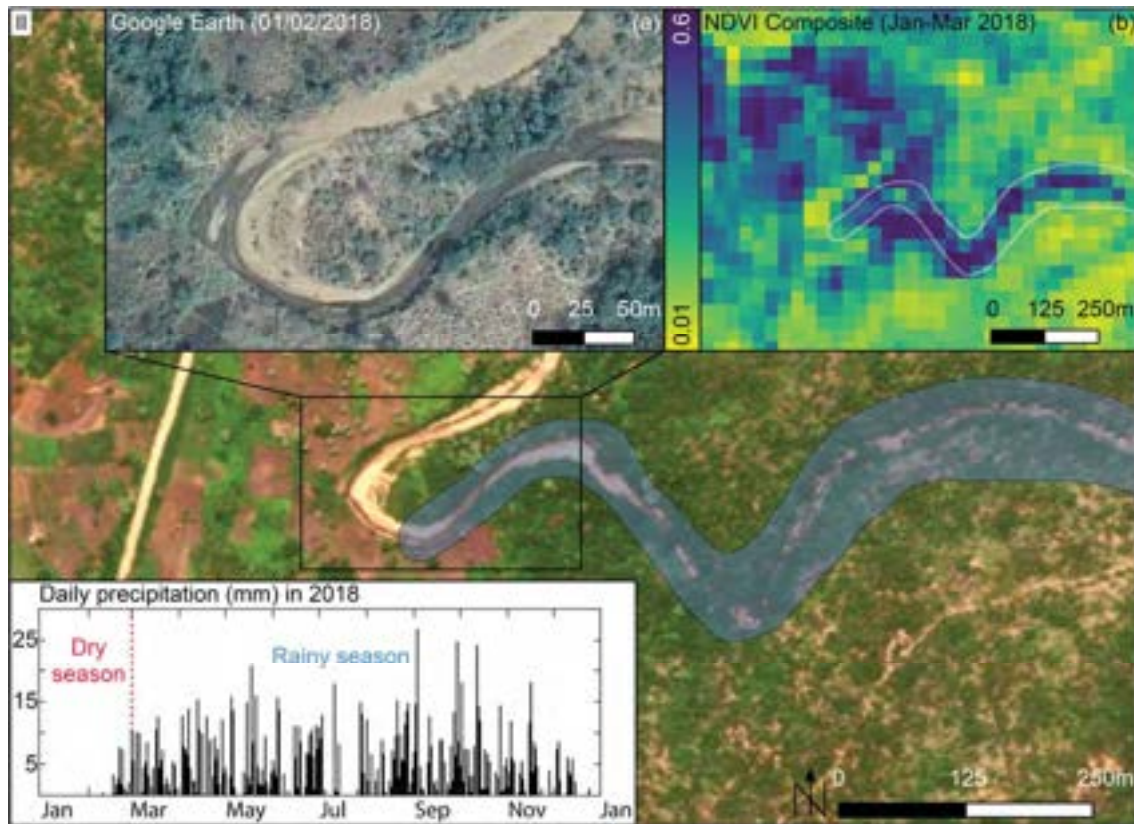 Google Earth (01/02/2018)
(a)
0 25 50m
0.6
0.01
NDVI Composite (Jan-Mar 2018)
(b)
0 125 250m
Daily precipitation (mm) in 2018
25
15
5
Dry
season
Rainy season
Jan Mar May Jul Sep Nov Jan
N
0 125 250m